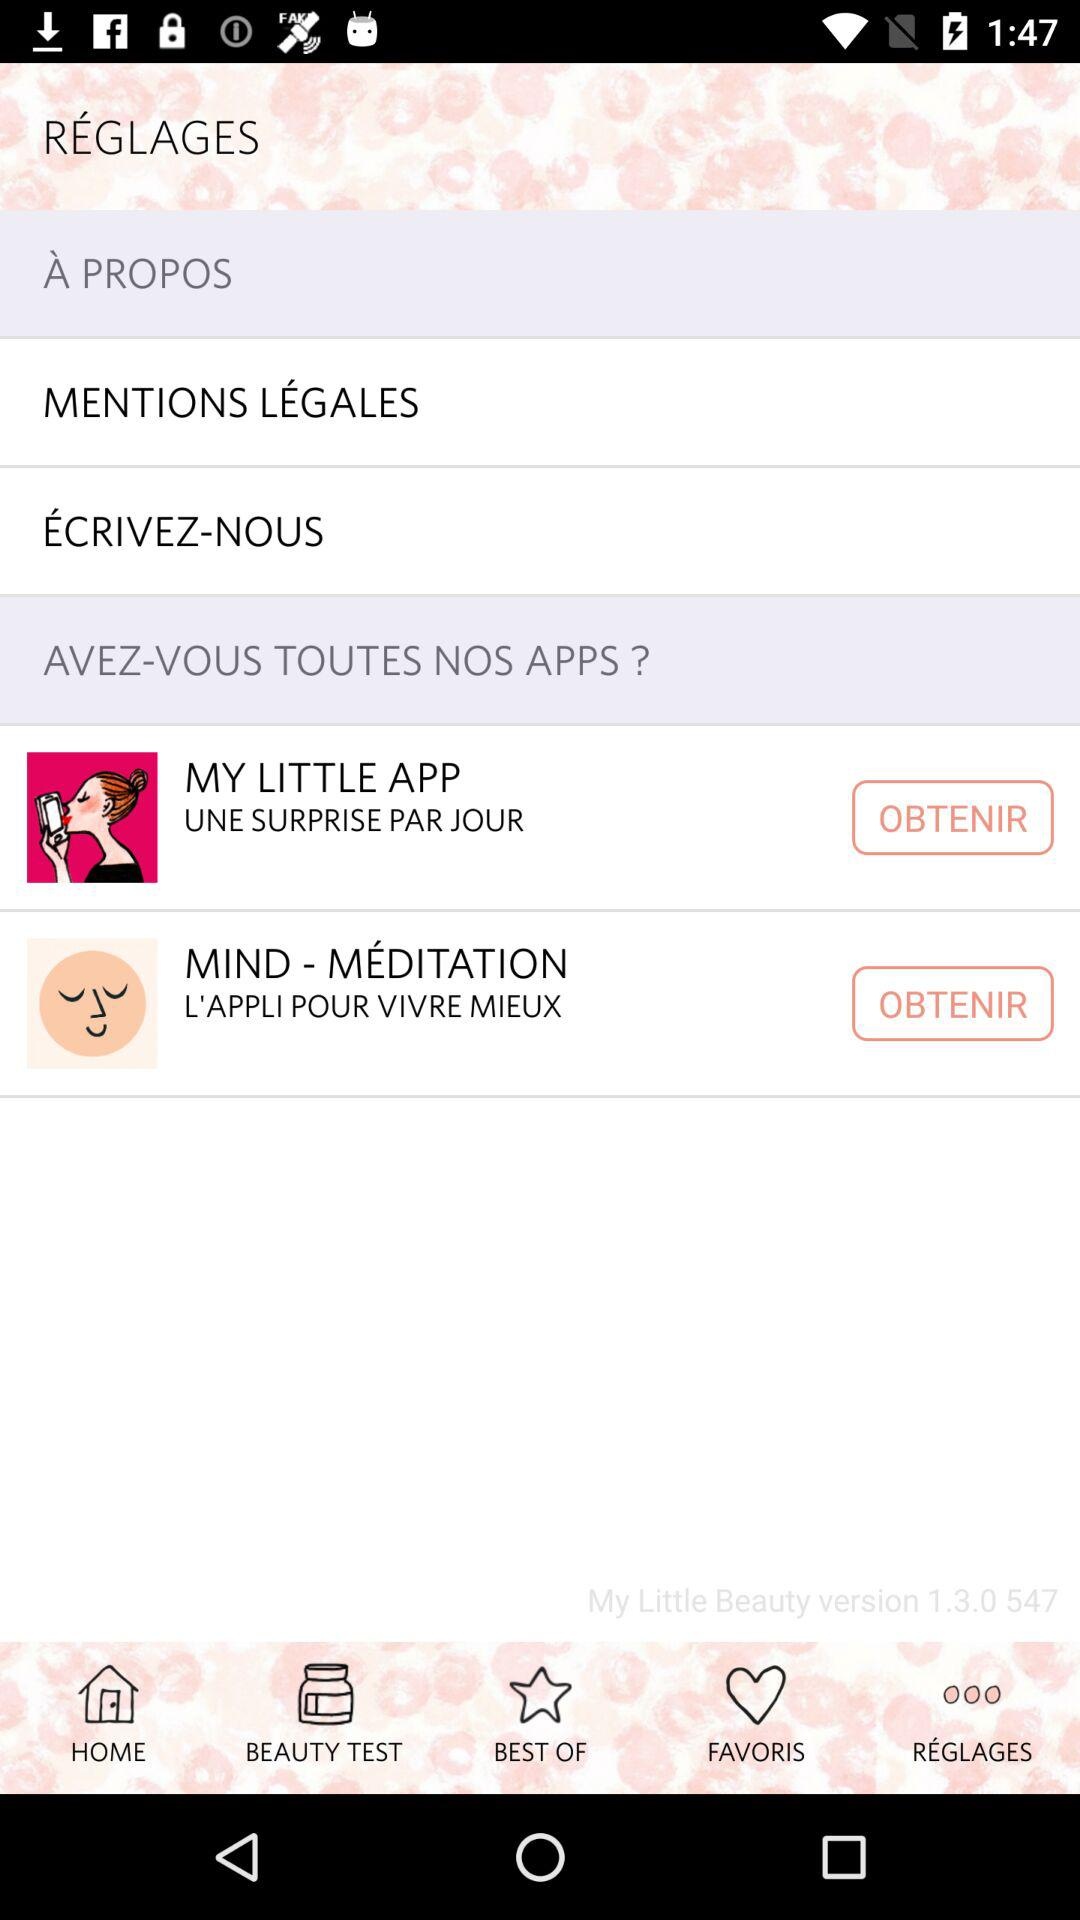 FAKE
1:47
RÉGLAGES
À PROPOS
MENTIONS LÉGALES
ÉCRIVEZ-NOUS
AVEZ-VOUS TOUTES NOS APPS ?
MY LITTLE APP
UNE SURPRISE PAR JOUR
OBTENIR
MIND - MÉDITATION
L'APPLI POUR VIVRE MIEUX
OBTENIR
My Little Beauty version 1.3.0 547
HOME BEAUTY TEST BEST OF FAVORIS RÉGLAGES